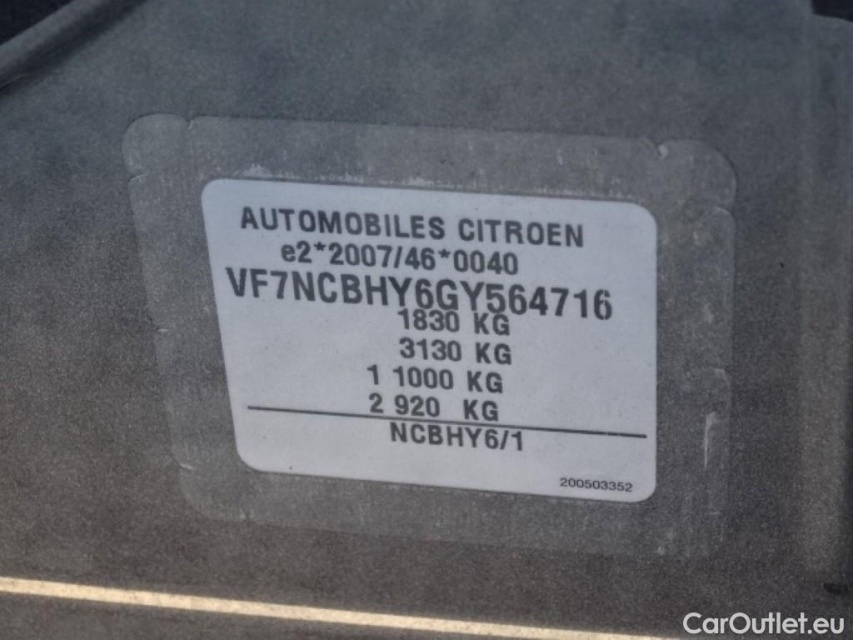 AUTOMOBILES CITROEN
e2*2007/46*0040
VF7NCBHY6GY564716
1830 KG
3130 KG
1 1000 KG
2 920 KG
NCBHY6/1
200503352
CarOutlet.eu